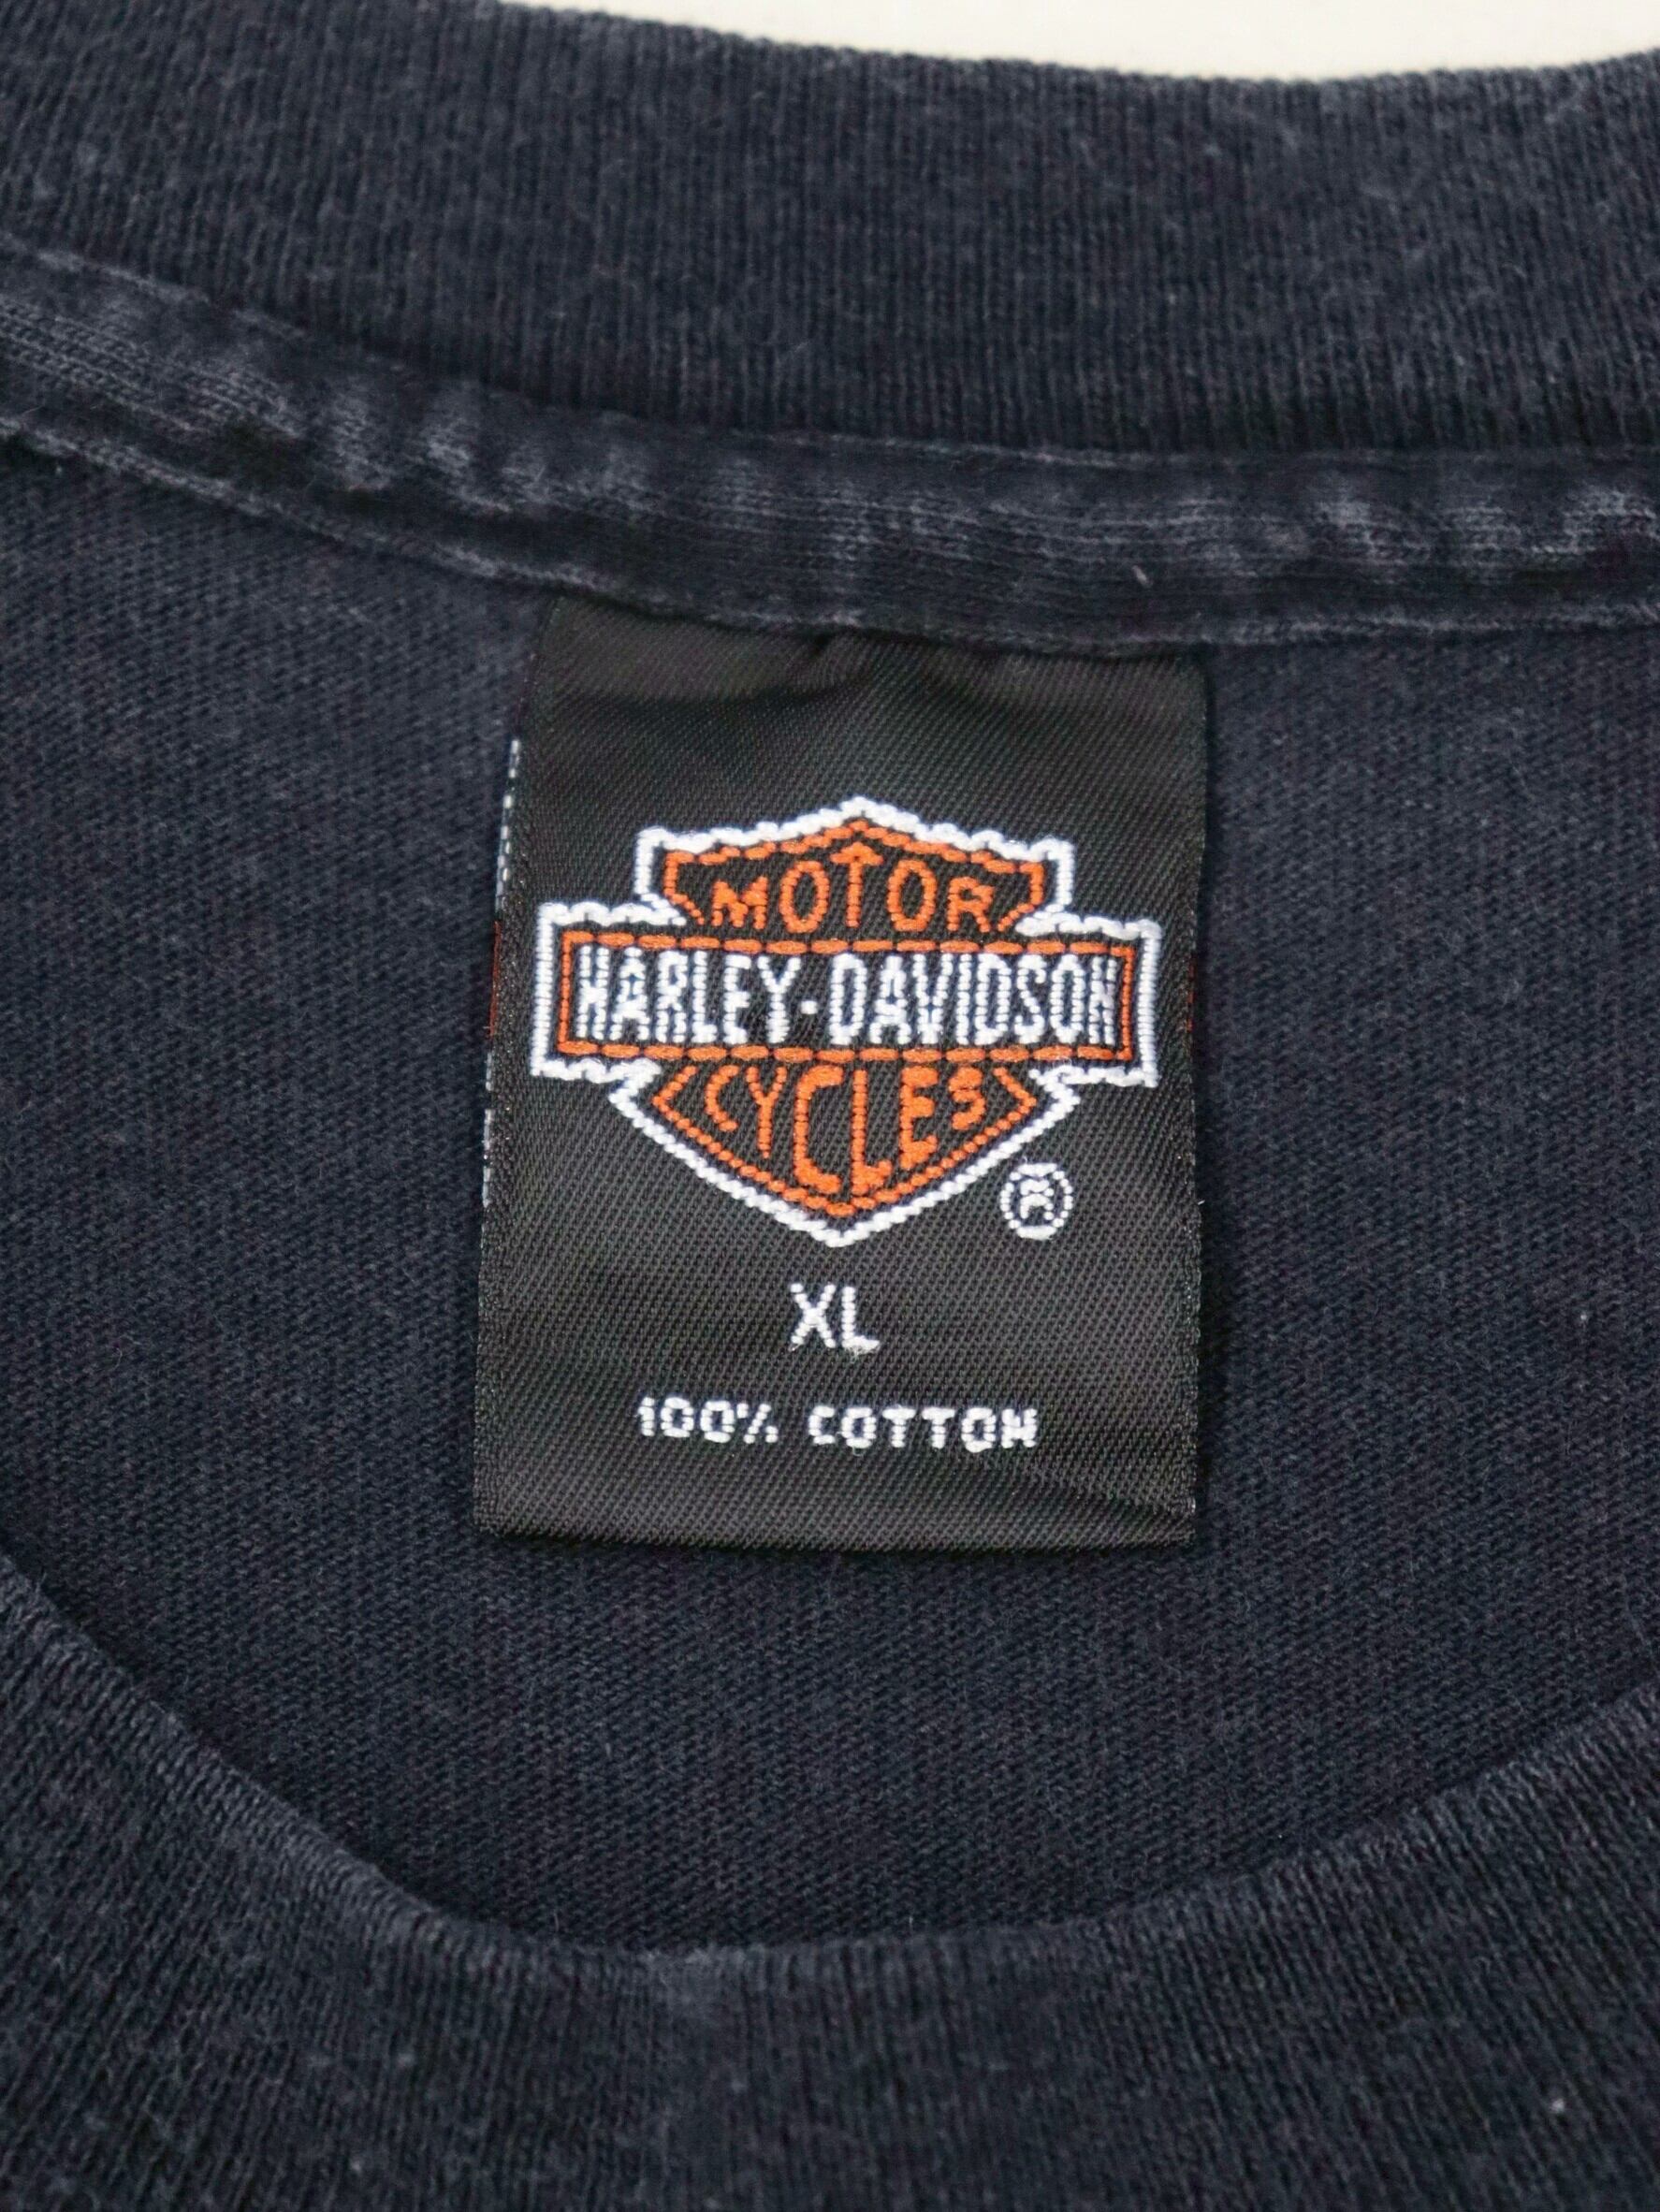 MOTOR
HARLEY-DAVIDSON
CYCLES
®
XL
100% COTTON